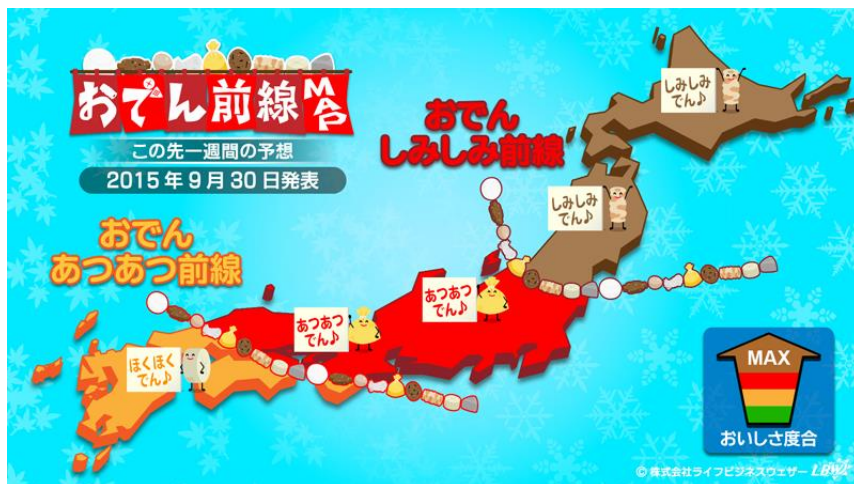 おでん前線MAP
この先一週間の予想
2015年9月30日発表
おでん
しみしみ前線
しみしみ
でん♪
しみしみ
でん♪
おでん
あつあつ前線
あつあつ
でん♪
あつあつ
でん♪
ほくほく
でん♪
MAX
おいしさ度合
© 株式会社ライフビジネスウェザー LBW